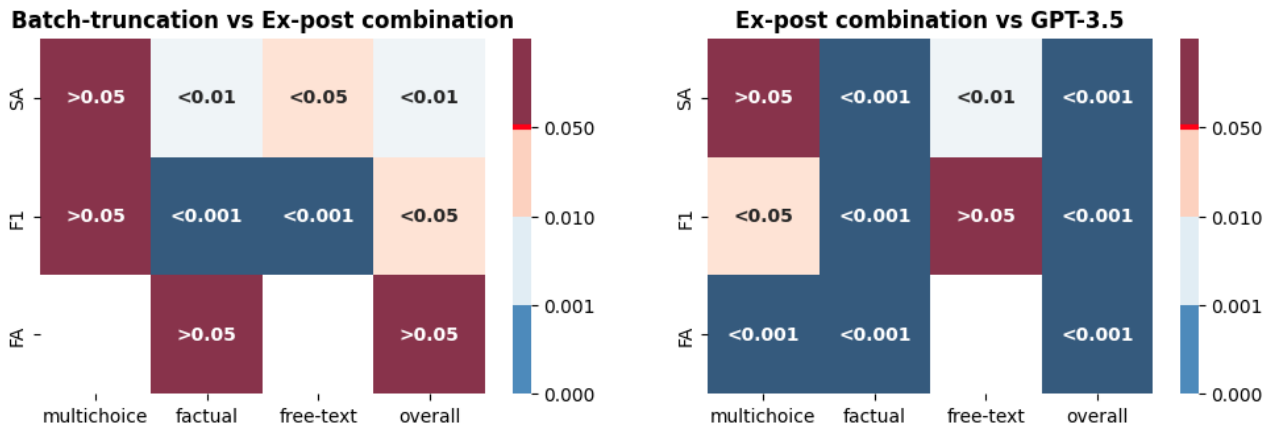 Batch-truncation vs Ex-post combination
SA >0.05 <0.01 <0.05 <0.01
F1 >0.05 <0.001 <0.001 <0.05
FA >0.05 >0.05
multichoice factual free-text overall
0.050
0.010
0.001
0.000
Ex-post combination vs GPT-3.5
SA >0.05 <0.001 <0.01 <0.001
F1 <0.05 <0.001 >0.05 <0.001
FA <0.001 <0.001 <0.001
multichoice factual free-text overall
0.050
0.010
0.001
0.000